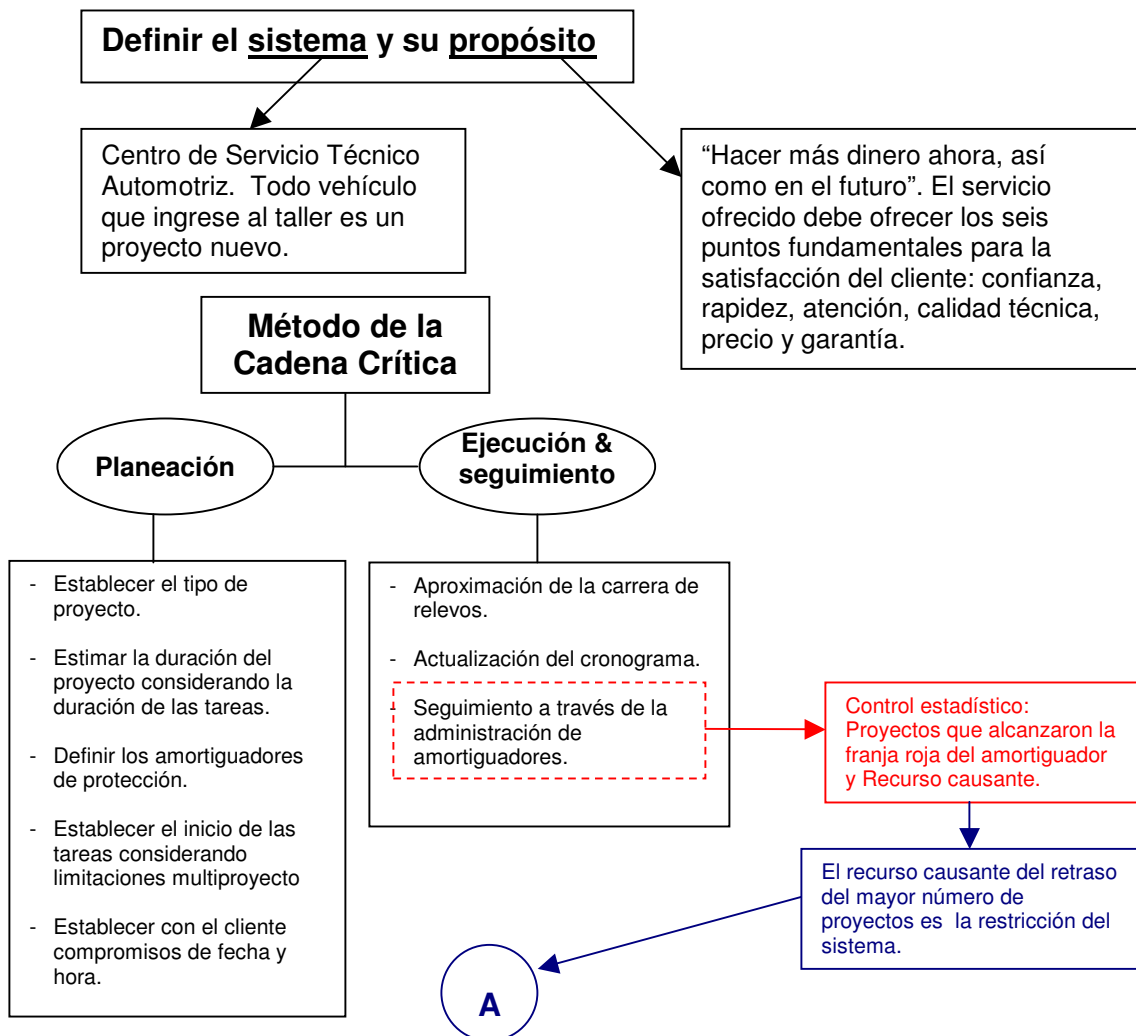 Definir el sistema y su propósito
Centro de Servicio Técnico
Automotriz.  Todo vehículo
que ingrese al taller es un
proyecto nuevo.
“Hacer más dinero ahora, así
como en el futuro”. El servicio
ofrecido debe ofrecer los seis
puntos fundamentales para la
satisfacción del cliente: confianza,
rapidez, atención, calidad técnica,
precio y garantía.
Método de la
Cadena Crítica
Planeación
Ejecución &
seguimiento
- Establecer el tipo de
proyecto.
- Estimar la duración del
proyecto considerando la
duración de las tareas.
- Definir los amortiguadores
de protección.
- Establecer el inicio de las
tareas considerando
limitaciones multiproyecto
- Establecer con el cliente
compromisos de fecha y
hora.
- Aproximación de la carrera de
relevos.
- Actualización del cronograma.
- Seguimiento a través de la
administración de
amortiguadores.
Control estadístico:
Proyectos que alcanzaron la
franja roja del amortiguador
y Recurso causante.
El recurso causante del retraso
del mayor número de
proyectos es  la restricción del
sistema.
A